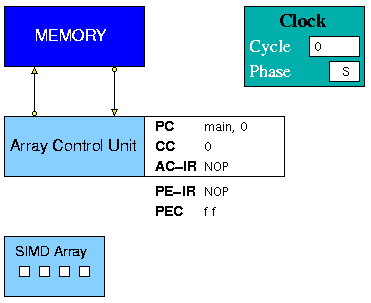 MEMORY
Clock
Cycle 0
Phase S
Array Control Unit
PC main, 0
CC 0
AC-IR NOP
PE-IR NOP
PEC f f
SIMD Array